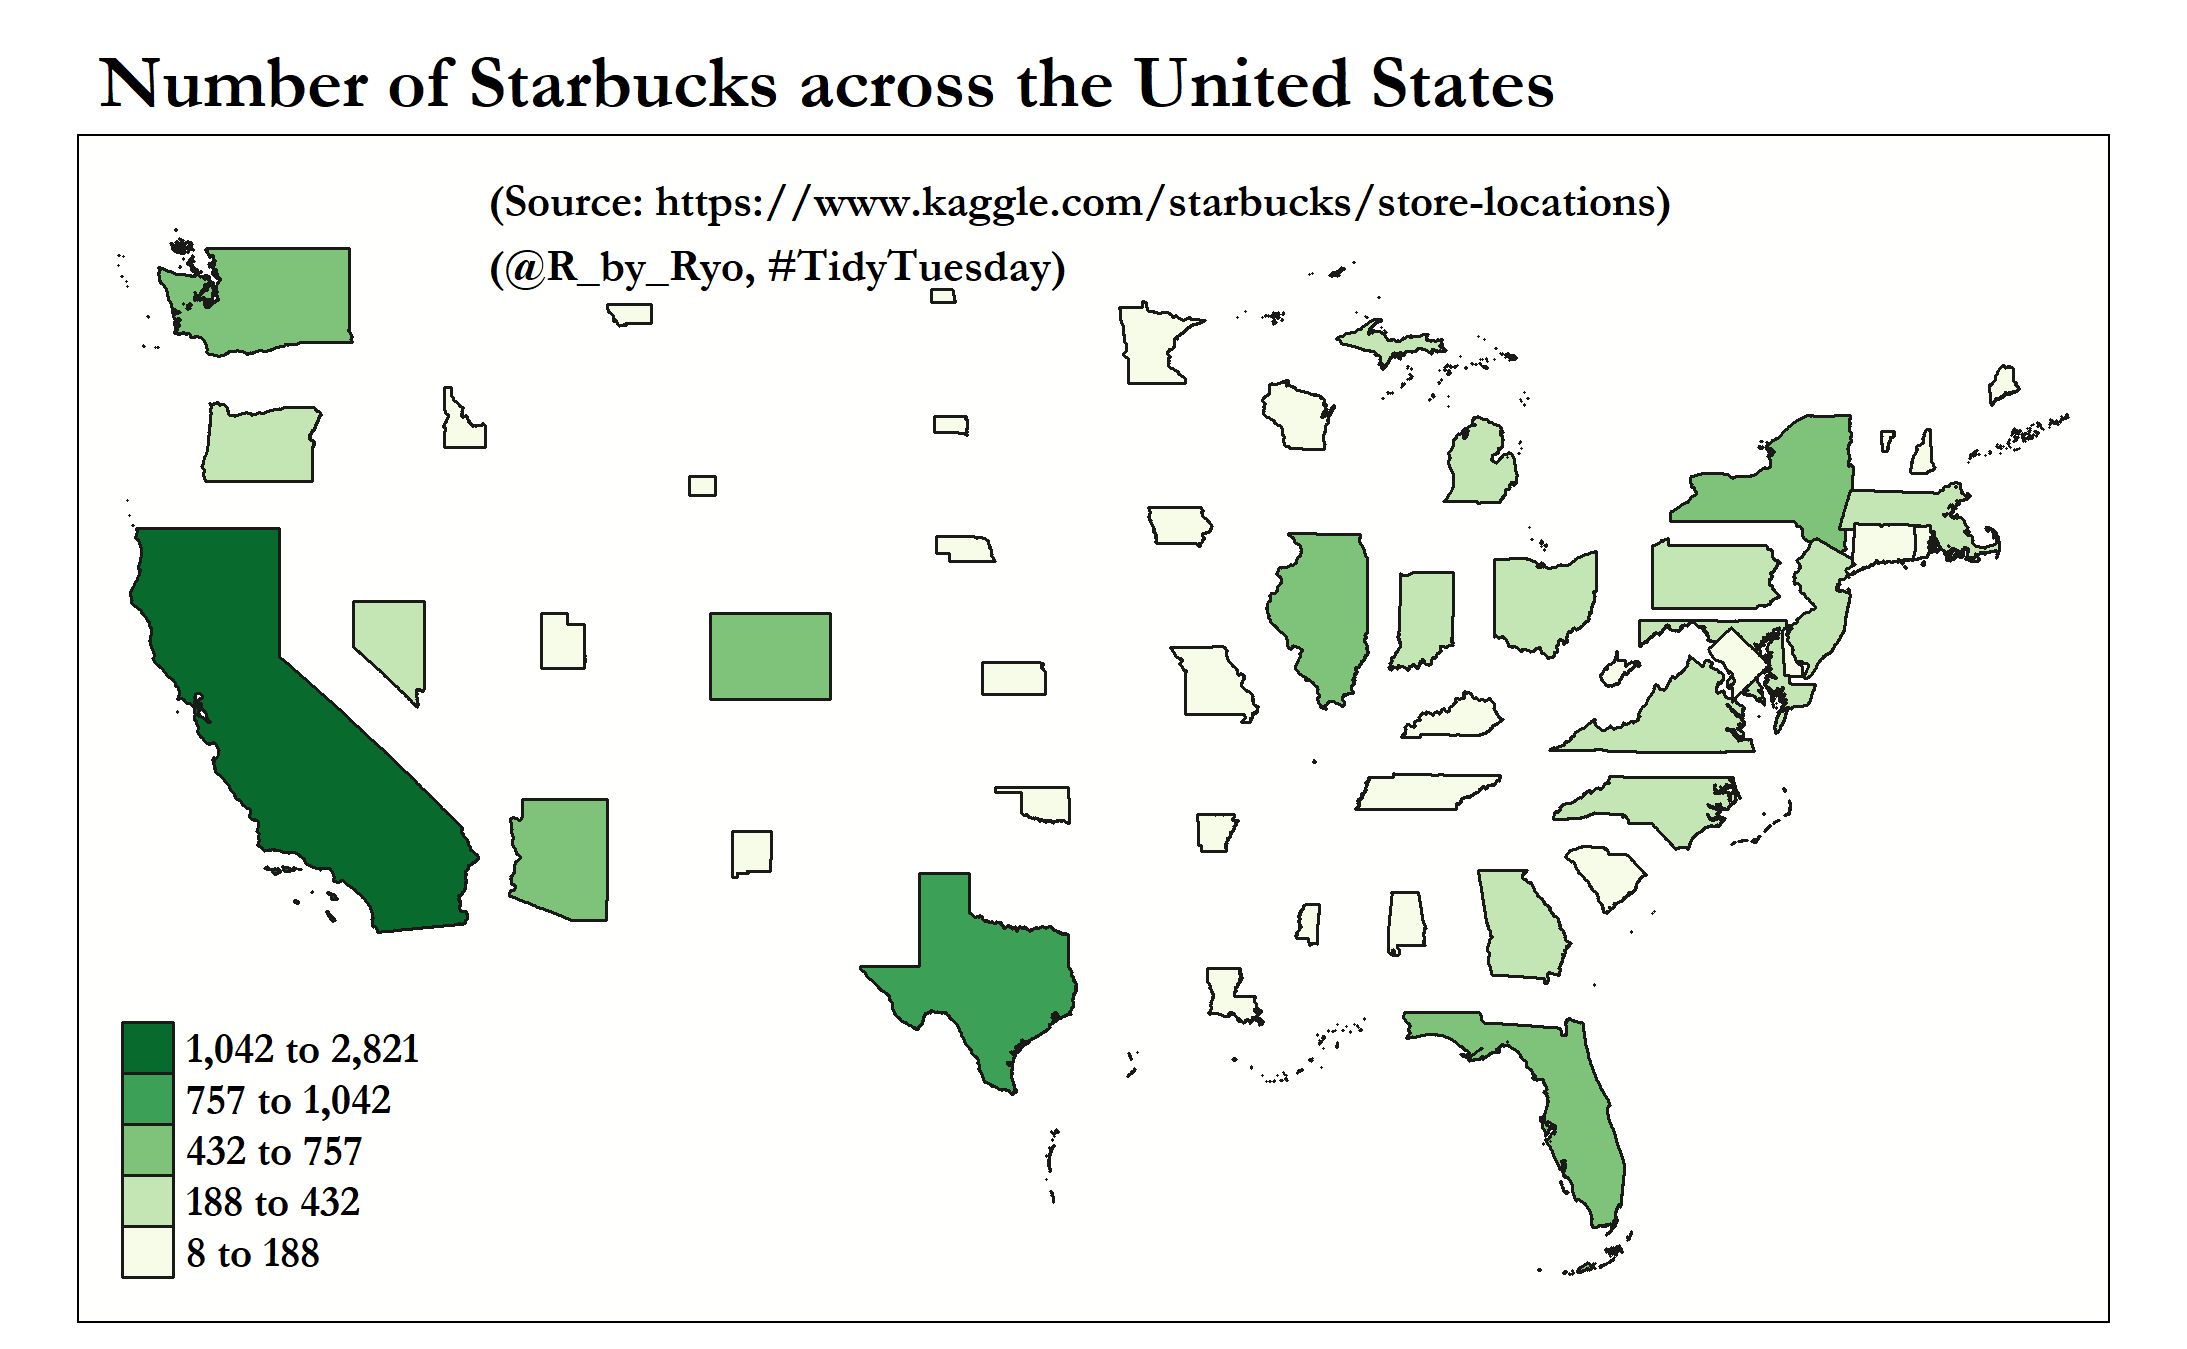 Number of Starbucks across the United States
(Source: https://www.kaggle.com/starbucks/store-locations)
(@R_by_Ryo, #TidyTuesday)
1,042 to 2,821
757 to 1,042
432 to 757
188 to 432
8 to 188